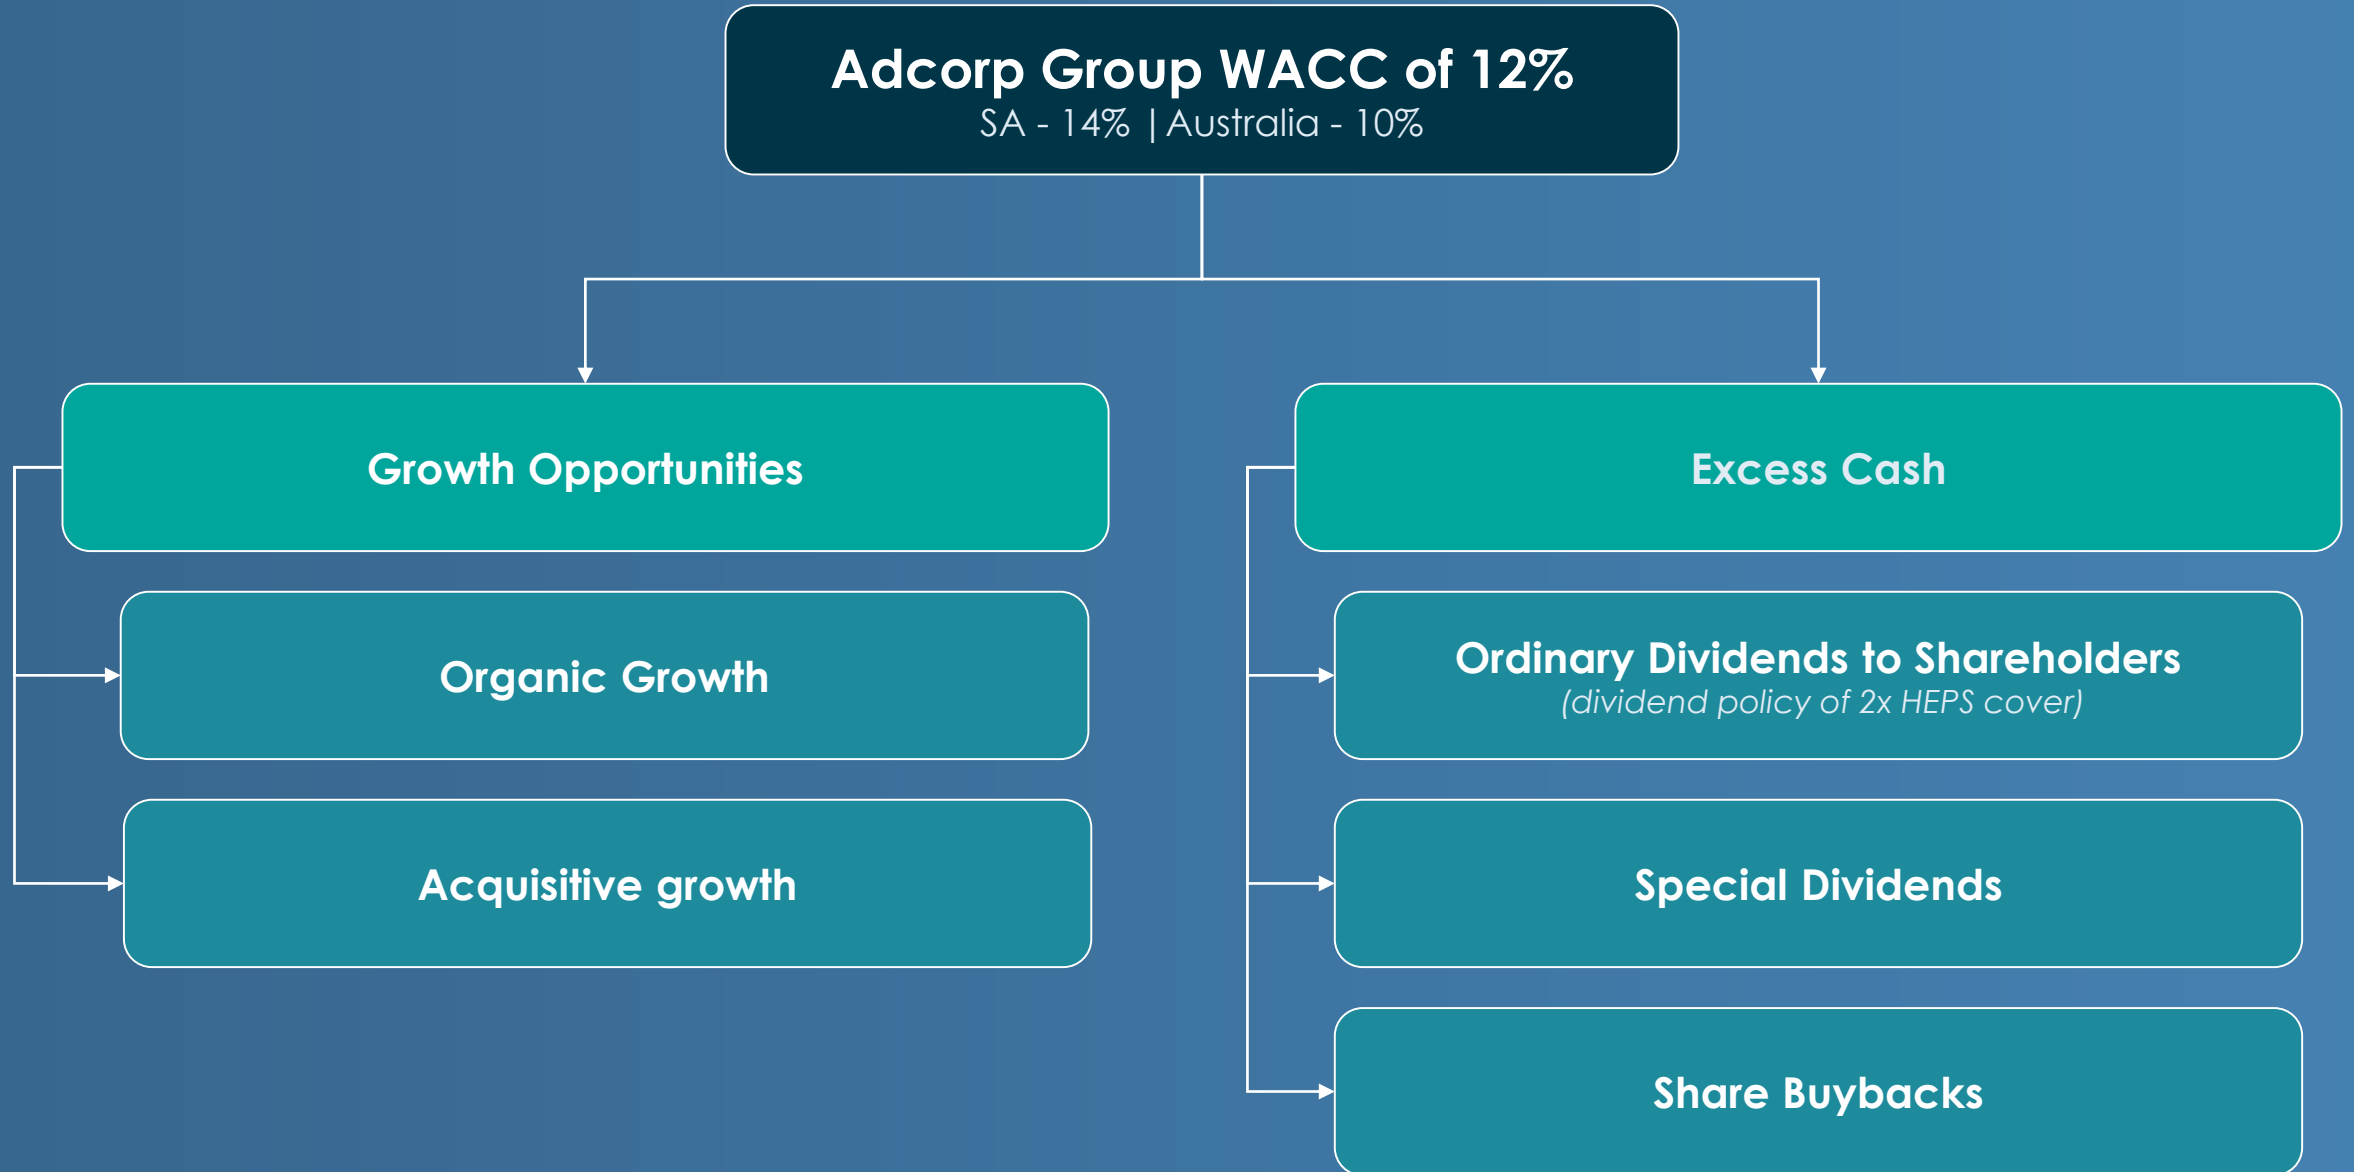 Adcorp Group WACC of 12%
SA - 14% | Australia - 10%
Growth Opportunities
Organic Growth
Acquisitive growth
Excess Cash
Ordinary Dividends to Shareholders
(dividend policy of 2x HEPS cover)
Special Dividends
Share Buybacks